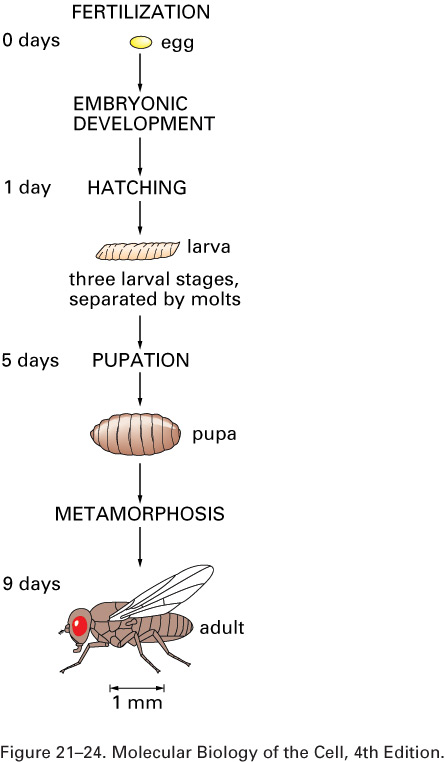 FERTILIZATION
0 days
egg
EMBRYONIC
DEVELOPMENT
1 day
HATCHING
larva
three larval stages,
separated by molts
5 days
PUPATION
pupa
METAMORPHOSIS
9 days
adult
1 mm
Figure 21–24. Molecular Biology of the Cell, 4th Edition.